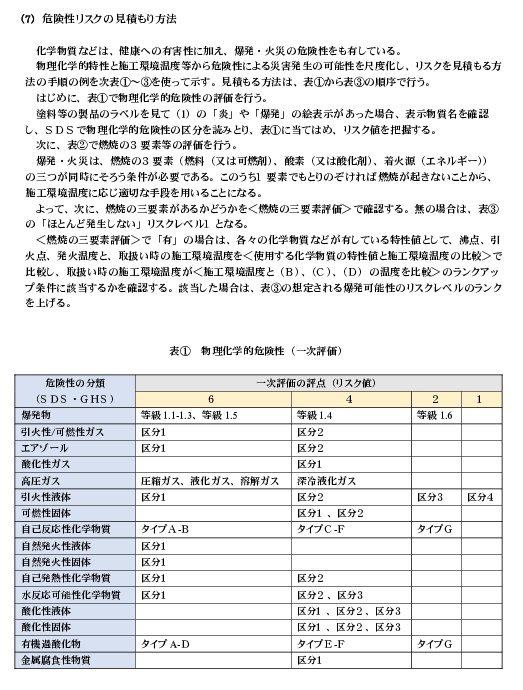 (7) 危険性リスクの見積もり方法
化学物質などは、健康への有害性に加え、爆発・火災の危険性をも有している。
物理化学的特性と施工環境温度等から危険性による災害発生の可能性を尺度化し、リスクを見積もる方
法の手順の例を次表①～③を使って示す。見積もる方法は、表①から表③の順序で行う。
はじめに、表①で物理化学的危険性の評価を行う。
塗料等の製品のラベルを見て(1)の「炎」や「爆発」の絵表示があった場合、表示物質名を確認
し、SDSで物理化学的危険性の区分を読みとり、表①に当てはめ、リスク値を把握する。
次に、表②で燃焼の3要素等の評価を行う。
爆発・火災は、燃焼の3要素（燃料（又は可燃剤）、酸素（又は酸化剤）、着火源（エネルギー））
の三つが同時にそろう条件が必要である。このうち1要素でもとりのぞければ燃焼が起きないことから、
施工環境温度に応じ適切な手段を用いることになる。
よって、次に、燃焼の三要素があるかどうかを＜燃焼の三要素評価＞で確認する。無の場合は、表③
の「ほとんど発生しない」リスクレベル1となる。
＜燃焼の三要素評価＞で「有」の場合は、各々の化学物質などが有している特性値として、沸点、引
火点、発火温度と、取扱い時の施工環境温度を＜使用する化学物質の特性値と施工環境温度の比較＞で
比較し、取扱い時の施工環境温度が＜施工環境温度と（B）、（C）、（D）の温度を比較＞のランクアッ
プ条件に該当するかを確認する。該当した場合は、表③の想定される爆発可能性のリスクレベルのランク
を上げる。
表① 物理化学的危険性（一次評価）
危険性の分類 一次評価の評点（リスク値）
（SDS・GHS） 6 4 2 1
爆発物 等級1.1-1.3、等級1.5 等級1.4 等級1.6
引火性/可燃性ガス 区分1 区分2
エアゾール 区分1 区分2
酸化性ガス 区分1
高圧ガス 圧縮ガス、液化ガス、溶解ガス 深冷液化ガス
引火性液体 区分1 区分2 区分3 区分4
可燃性固体 区分1、区分2
自己反応性化学物質 タイプA-B タイプC-F タイプG
自然発火性液体 区分1
自然発火性固体 区分1
自己発熱性化学物質 区分1 区分2
水反応可能性化学物質 区分1 区分2、区分3
酸化性液体 区分1、区分2、区分3
酸化性固体 区分1、区分2、区分3
有機過酸化物 タイプA-D タイプE-F タイプG
金属腐食性物質 区分1